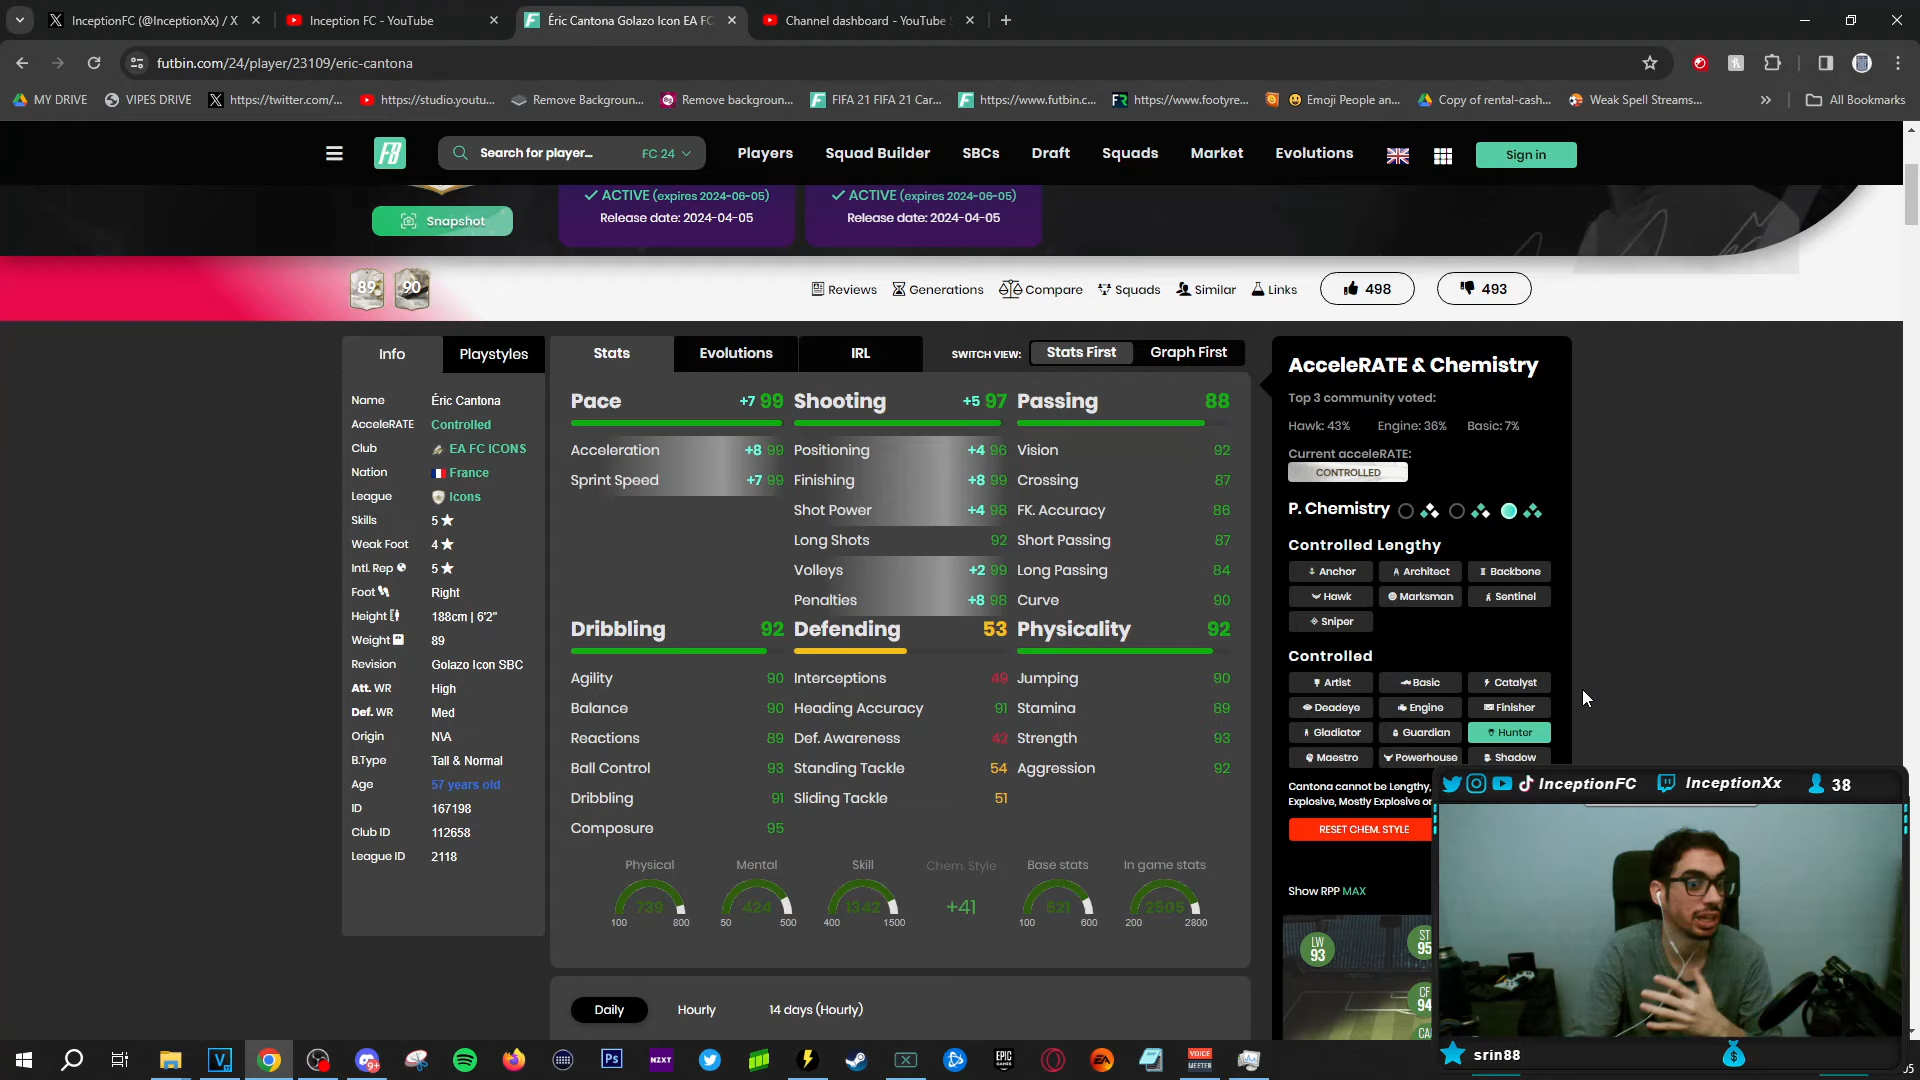 InceptionFC (@InceptionXx) / X
Inception FC - YouTube
Éric Cantona Golazo Icon EA FC
Channel dashboard - YouTube S
futbin.com/24/player/23109/eric-cantona
MY DRIVE
VIPES DRIVE
https://twitter.com/...
https://studio.youtu...
Remove Backgroun...
Remove backgroun...
FIFA 21 FIFA 21 Car...
https://www.futbin.c...
https://www.footyre...
Emoji People an...
Copy of rental-cash...
Weak Spell Streams...
All Bookmarks
Search for player...
FC 24
Players
Squad Builder
SBCs
Draft
Squads
Market
Evolutions
Sign in
ACTIVE (expires 2024-06-05)
ACTIVE (expires 2024-06-05)
Release date: 2024-04-05
Release date: 2024-04-05
Snapshot
89
90
Reviews
Generations
Compare
Squads
Similar
Links
498
493
Info
Playstyles
Name Éric Cantona
AcceleRATE Controlled
Club EA FC ICONS
Nation France
League Icons
Skills 5
Weak Foot 4
Intl. Rep 5
Foot Right
Height 188cm | 6'2"
Weight 89
Revision Golazo Icon SBC
Att. WR High
Def. WR Med
Origin N\A
B.Type Tall & Normal
Age 57 years old
ID 167198
Club ID 112658
League ID 2118
Stats
Evolutions
IRL
SWITCH VIEW:
Stats First
Graph First
Pace +7 99
Acceleration +8 99
Sprint Speed +7 99
Shooting +5 97
Positioning +4 96
Finishing +8 99
Shot Power +4 98
Long Shots 92
Volleys +2 99
Penalties +8 98
Passing 88
Vision 92
Crossing 87
FK. Accuracy 86
Short Passing 87
Long Passing 84
Curve 90
Dribbling 92
Agility 90
Balance 90
Reactions 89
Ball Control 93
Dribbling 91
Composure 95
Defending 53
Interceptions 49
Heading Accuracy 91
Def. Awareness 42
Standing Tackle 54
Sliding Tackle 51
Physicality 92
Jumping 90
Stamina 89
Strength 93
Aggression 92
Physical
739
100 800
Mental
424
50 500
Skill
1342
400 1500
Chem. Style
+41
Base stats
521
100 600
In game stats
2505
200 2800
Daily
Hourly
14 days (Hourly)
AcceleRATE & Chemistry
Top 3 community voted:
Hawk: 43% Engine: 36% Basic: 7%
Current acceleRATE:
CONTROLLED
P. Chemistry
Controlled Lengthy
Anchor
Architect
Backbone
Hawk
Marksman
Sentinel
Sniper
Controlled
Artist
Basic
Catalyst
Deadeye
Engine
Finisher
Gladiator
Guardian
Hunter
Maestro
Powerhouse
Shadow
Cantona cannot be Lengthy,
Explosive, Mostly Explosive or
RESET CHEM. STYLE
Show RPP MAX
LW
93
ST
95
CF
94
InceptionFC
InceptionXx
38
srin88
Ps
NZXT
EPIC
GAMES
EA
VOICE
MEETER
9+